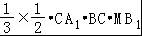 1/3 × 1/2 • CA₁ • BC • MB₁